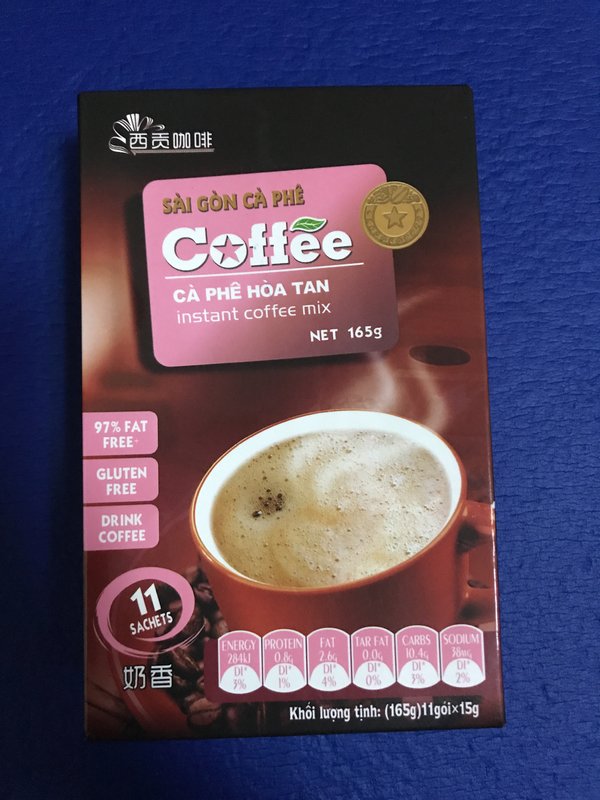 西贡咖啡
SÀI GÒN CÀ PHÊ
Coffee
CÀ PHÊ HÒA TAN
instant coffee mix
NET 165g
97% FAT
FREE+
GLUTEN
FREE
DRINK
COFFEE
11
SACHETS
奶香
ENERGY
284kJ
DI*
3%
PROTEIN
0.8G
DI*
1%
FAT
2.6G
DI*
4%
TAR FAT
0.0G
DI*
0%
CARBS
10.4G
DI*
3%
SODIUM
38MG
DI*
2%
Khối lượng tịnh: (165g)11gói×15g